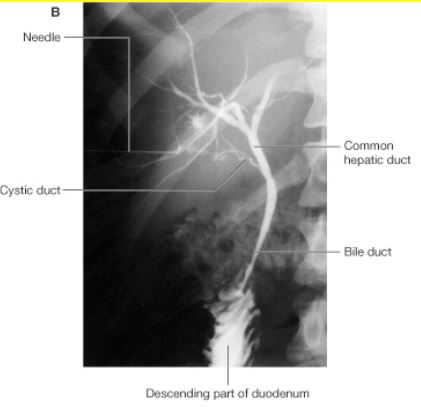 B
Needle
Common
hepatic duct
Cystic duct
Bile duct
Descending part of duodenum